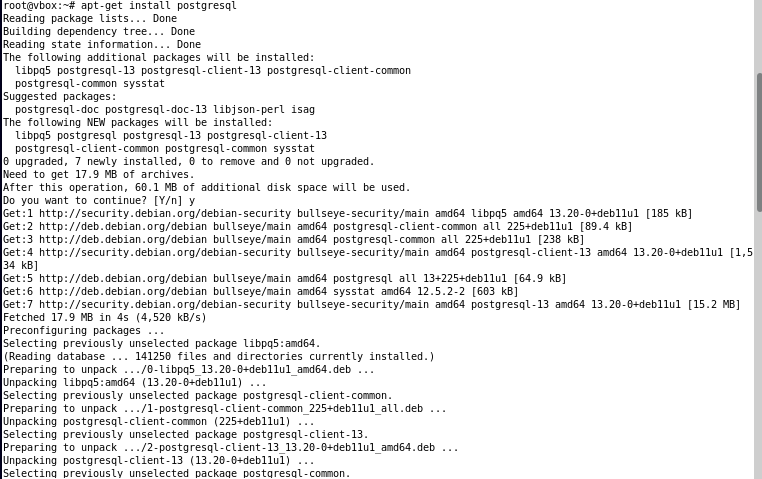 root@vbox:~# apt-get install postgresql
Reading package lists... Done
Building dependency tree... Done
Reading state information... Done
The following additional packages will be installed:
  libpq5 postgresql-13 postgresql-client-13 postgresql-client-common
  postgresql-common sysstat
Suggested packages:
  postgresql-doc postgresql-doc-13 libjson-perl isag
The following NEW packages will be installed:
  libpq5 postgresql postgresql-13 postgresql-client-13
  postgresql-client-common postgresql-common sysstat
0 upgraded, 7 newly installed, 0 to remove and 0 not upgraded.
Need to get 17.9 MB of archives.
After this operation, 60.1 MB of additional disk space will be used.
Do you want to continue? [Y/n] y
Get:1 http://security.debian.org/debian-security bullseye-security/main amd64 libpq5 amd64 13.20-0+deb11u1 [185 kB]
Get:2 http://deb.debian.org/debian bullseye/main amd64 postgresql-client-common all 225+deb11u1 [89.4 kB]
Get:3 http://deb.debian.org/debian bullseye/main amd64 postgresql-common all 225+deb11u1 [238 kB]
Get:4 http://security.debian.org/debian-security bullseye-security/main amd64 postgresql-client-13 amd64 13.20-0+deb11u1 [1,5
34 kB]
Get:5 http://deb.debian.org/debian bullseye/main amd64 postgresql all 13+225+deb11u1 [64.9 kB]
Get:6 http://deb.debian.org/debian bullseye/main amd64 sysstat amd64 12.5.2-2 [603 kB]
Get:7 http://security.debian.org/debian-security bullseye-security/main amd64 postgresql-13 amd64 13.20-0+deb11u1 [15.2 MB]
Fetched 17.9 MB in 4s (4,520 kB/s)
Preconfiguring packages ...
Selecting previously unselected package libpq5:amd64.
(Reading database ... 141250 files and directories currently installed.)
Preparing to unpack .../0-libpq5_13.20-0+deb11u1_amd64.deb ...
Unpacking libpq5:amd64 (13.20-0+deb11u1) ...
Selecting previously unselected package postgresql-client-common.
Preparing to unpack .../1-postgresql-client-common_225+deb11u1_all.deb ...
Unpacking postgresql-client-common (225+deb11u1) ...
Selecting previously unselected package postgresql-client-13.
Preparing to unpack .../2-postgresql-client-13_13.20-0+deb11u1_amd64.deb ...
Unpacking postgresql-client-13 (13.20-0+deb11u1) ...
Selecting previously unselected package postgresql-common.